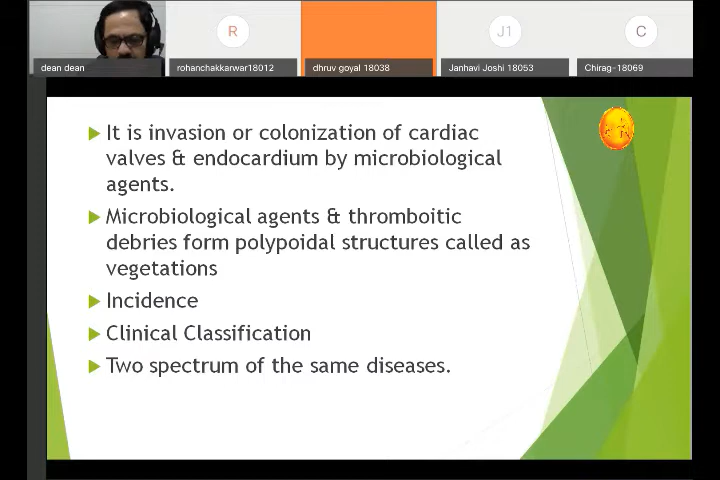 R
J1
C
dean dean
rohanchakkarwar18012
dhruv goyal 18038
Janhavi Joshi 18053
Chirag-18069
It is invasion or colonization of cardiac
valves & endocardium by microbiological
agents.
Microbiological agents & thromboitic
debries form polypoidal structures called as
vegetations
Incidence
Clinical Classification
Two spectrum of the same diseases.